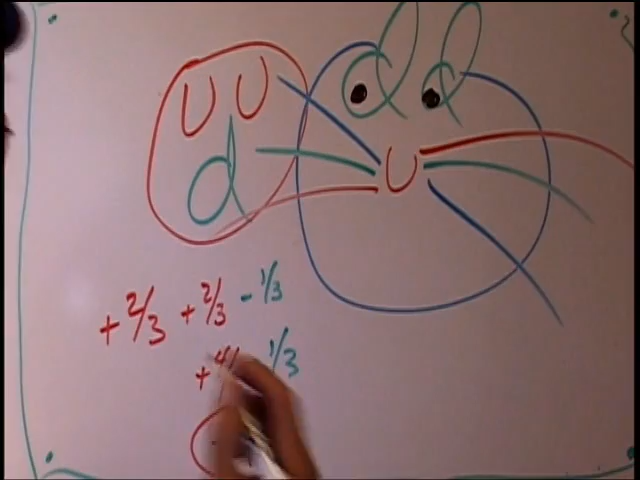 d d
U U
U
d
+2/3 +2/3 -1/3
+4/ 1/3